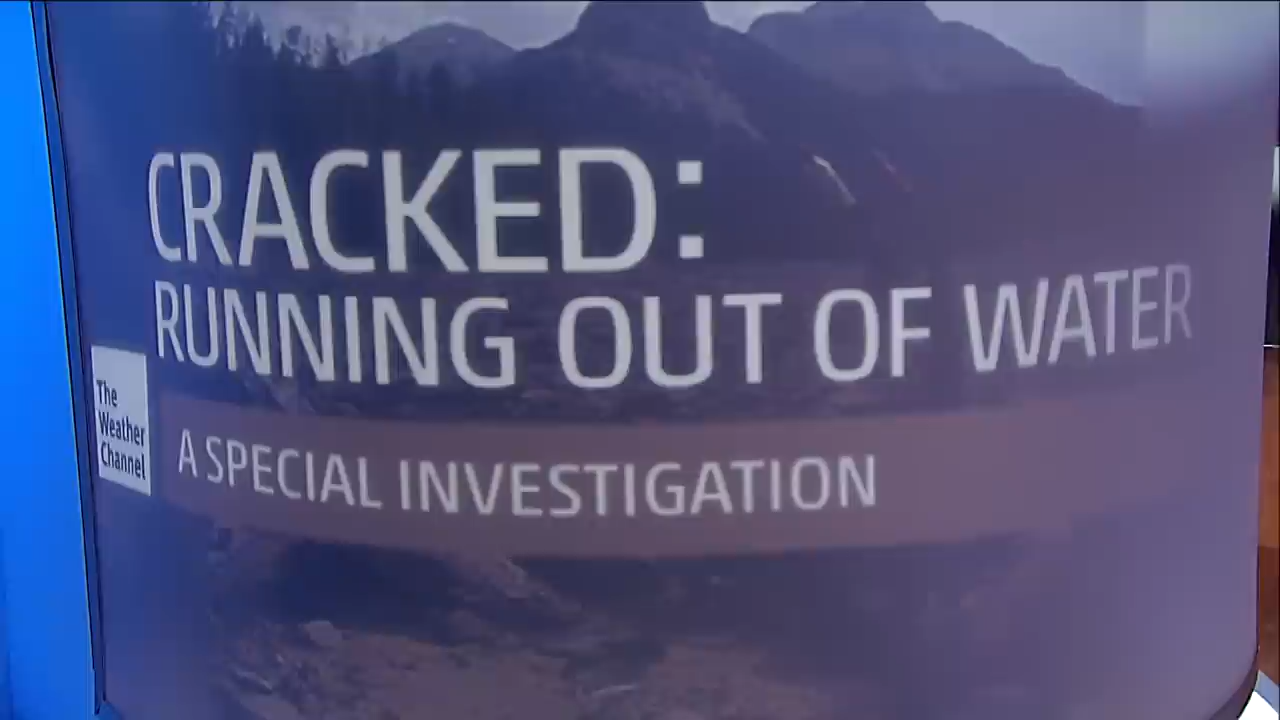 CRACKED:
RUNNING OUT OF WATER
The
Weather
Channel
A SPECIAL INVESTIGATION